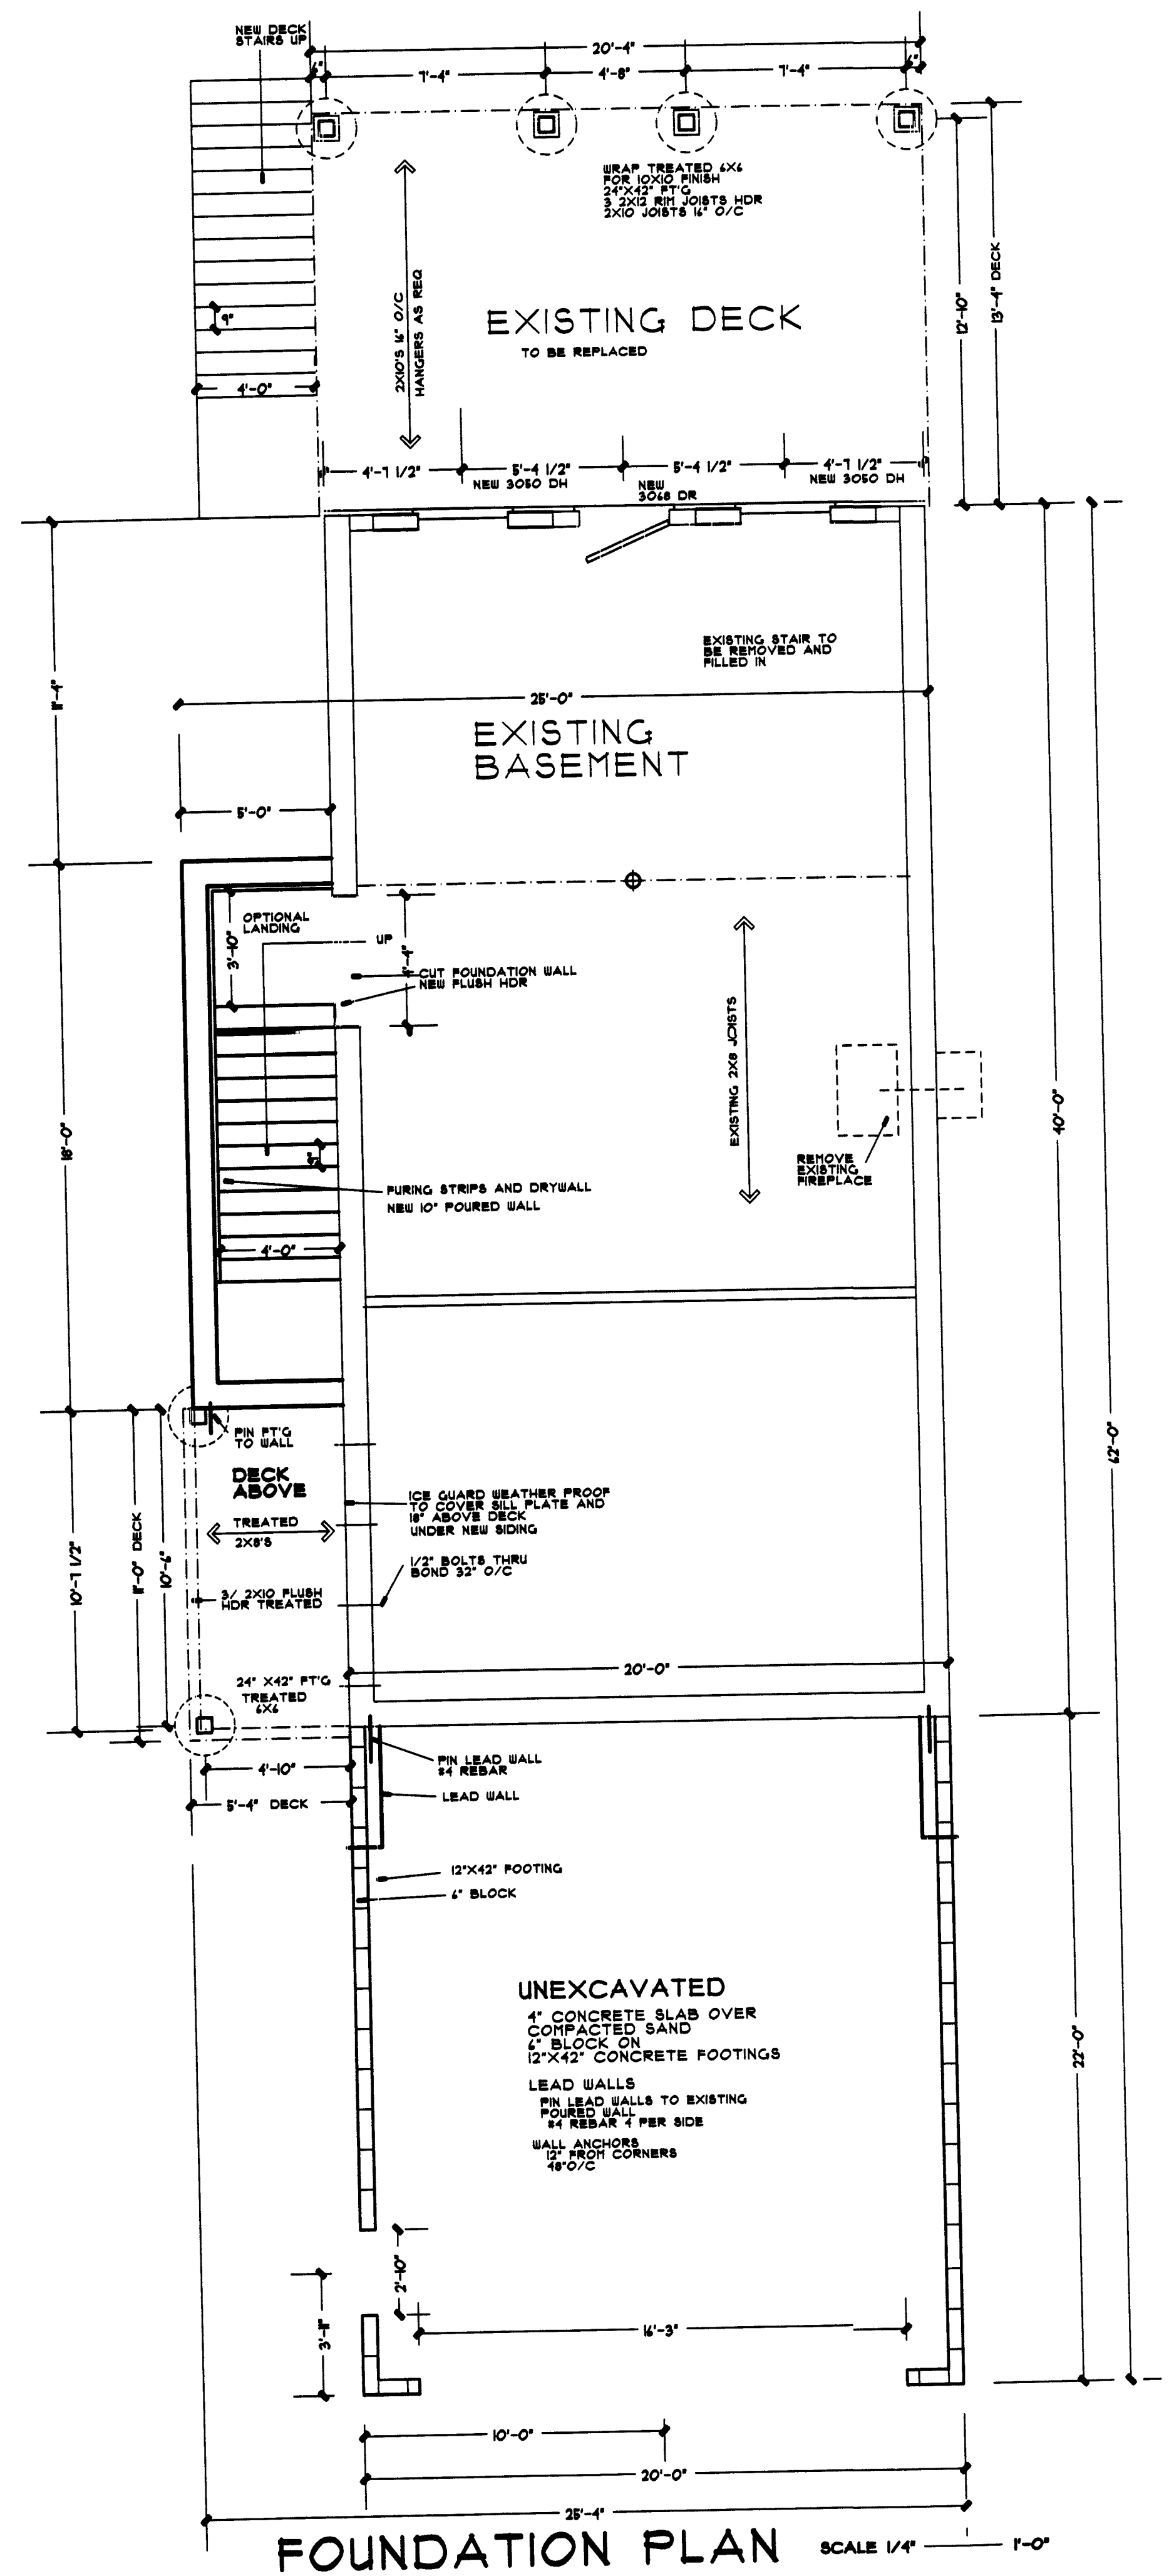 NEW DECK
STAIRS UP
20'-4"
6"
7'-4"
4'-8"
7'-4"
6"
WRAP TREATED 6X6
FOR 10X10 FINISH
24"X42" FT'G
3 2X12 RIM JOISTS HDR
2X10 JOISTS 16" O/C
2X10'S 16" O/C
HANGERS AS REQ
EXISTING DECK
TO BE REPLACED
12'-10"
13'-4" DECK
9"
4'-0"
4'-7 1/2"
5'-4 1/2"
5'-4 1/2"
4'-7 1/2"
NEW 3050 DH
NEW
3068 DR
NEW 3050 DH
EXISTING STAIR TO
BE REMOVED AND
FILLED IN
11'-4"
25'-0"
EXISTING
BASEMENT
5'-0"
OPTIONAL
LANDING
3'-10"
UP
4'-4"
CUT FOUNDATION WALL
NEW FLUSH HDR
EXISTING 2X8 JOISTS
40'-0"
18'-0"
9"
REMOVE
EXISTING
FIREPLACE
FURING STRIPS AND DRYWALL
NEW 10" POURED WALL
4'-0"
62'-0"
PIN FT'G
TO WALL
DECK
ABOVE
TREATED
2X8'S
ICE GUARD WEATHER PROOF
TO COVER SILL PLATE AND
18" ABOVE DECK
UNDER NEW SIDING
10'-7 1/2"
11'-0" DECK
10'-6"
1/2" BOLTS THRU
BOND 32" O/C
3/ 2X10 FLUSH
HDR TREATED
20'-0"
24" X42" FT'G
TREATED
6X6
PIN LEAD WALL
#4 REBAR
4'-10"
LEAD WALL
5'-4" DECK
12"X42" FOOTING
6" BLOCK
UNEXCAVATED
4" CONCRETE SLAB OVER
COMPACTED SAND
6" BLOCK ON
12"X42" CONCRETE FOOTINGS
LEAD WALLS
PIN LEAD WALLS TO EXISTING
POURED WALL
#4 REBAR 4 PER SIDE
WALL ANCHORS
12" FROM CORNERS
48"O/C
22'-0"
2'-10"
3'-11"
16'-3"
10'-0"
20'-0"
25'-4"
FOUNDATION PLAN
SCALE 1/4" 1'-0"